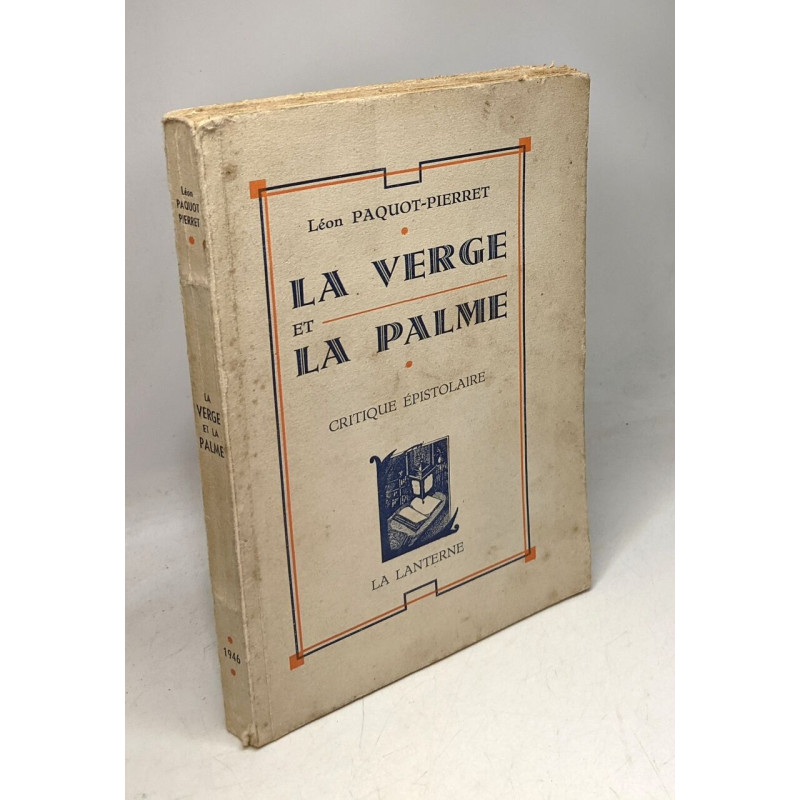 Léon
PAQUOT
PIERRET
LA
VERGE
ET LA
PALME
1946
Léon PAQUOT-PIERRET
LA VERGE
ET
LA PALME
CRITIQUE ÉPISTOLAIRE
LA LANTERNE